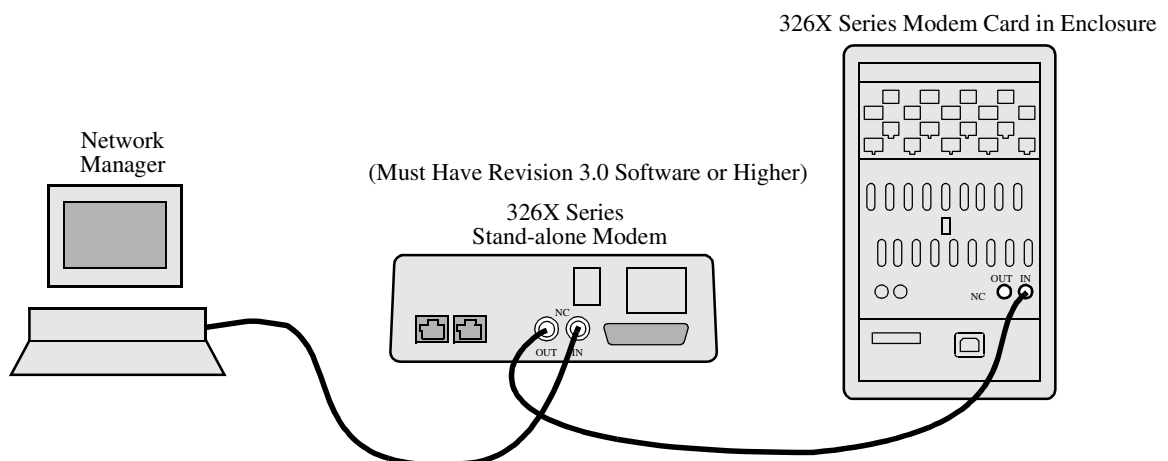 326X Series Modem Card in Enclosure
Network
Manager
(Must Have Revision 3.0 Software or Higher)
326X Series
Stand-alone Modem
OUT IN
NC
NC
OUT IN